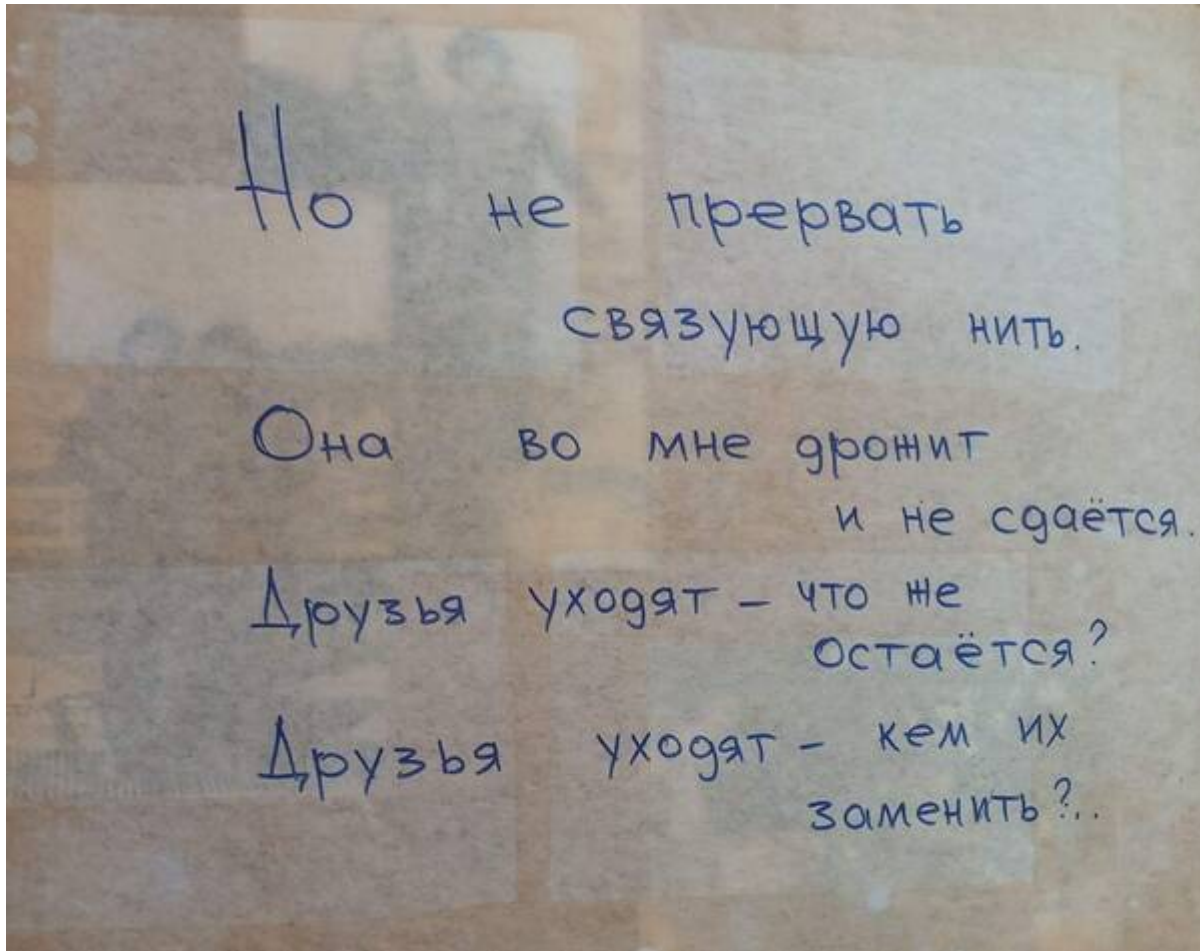 Но не прервать
связующую нить.
Она во мне дрожит
и не сдаётся.
Друзья уходят – что же
остаётся?
Друзья уходят – кем их
заменить?..